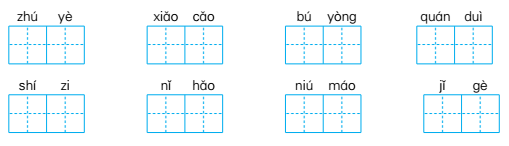 zhú yè xiǎo cǎo bú yòng quán duì
shí zi nǐ hǎo niú máo jǐ gè